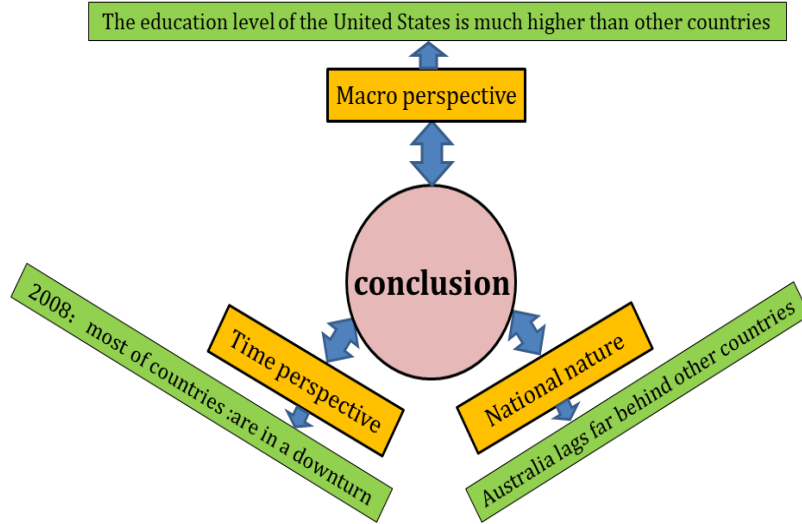 The education level of the United States is much higher than other countries
Macro perspective
conclusion
2008：most of countries :are in a downturn
Time perspective
National nature
Australia lags far behind other countries